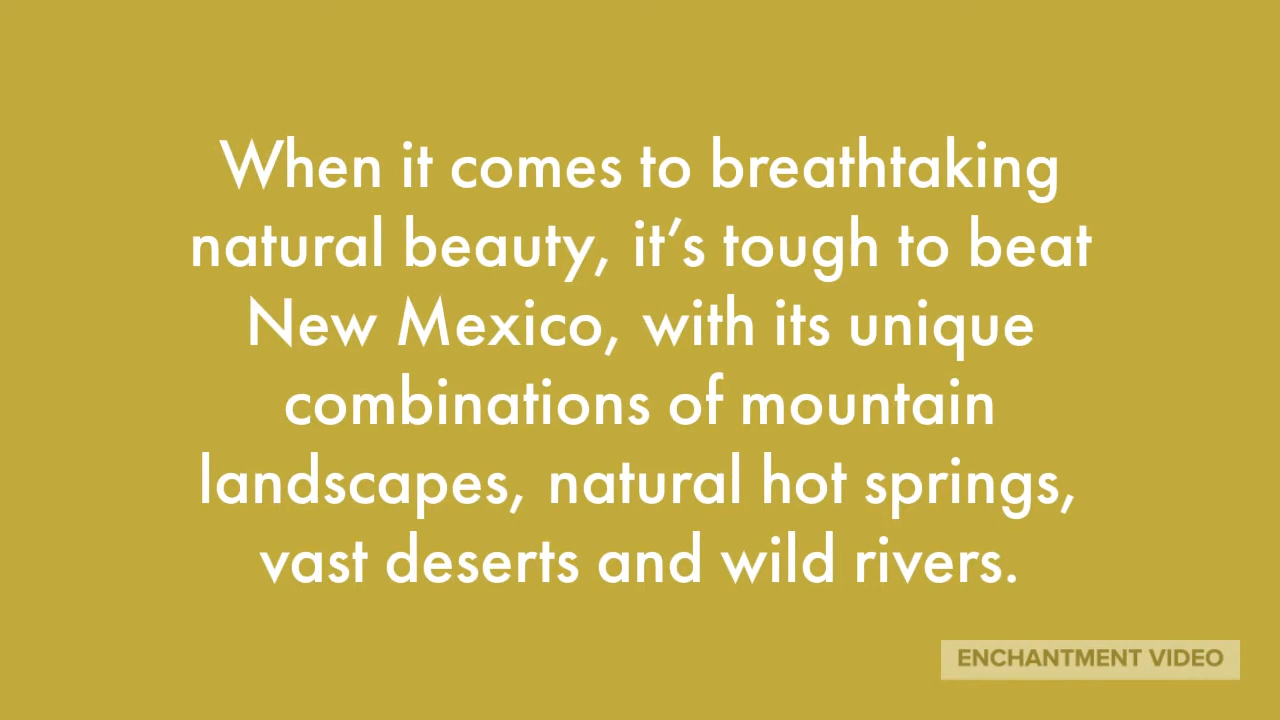 When it comes to breathtaking
natural beauty, it’s tough to beat
New Mexico, with its unique
combinations of mountain
landscapes, natural hot springs,
vast deserts and wild rivers.
ENCHANTMENT VIDEO